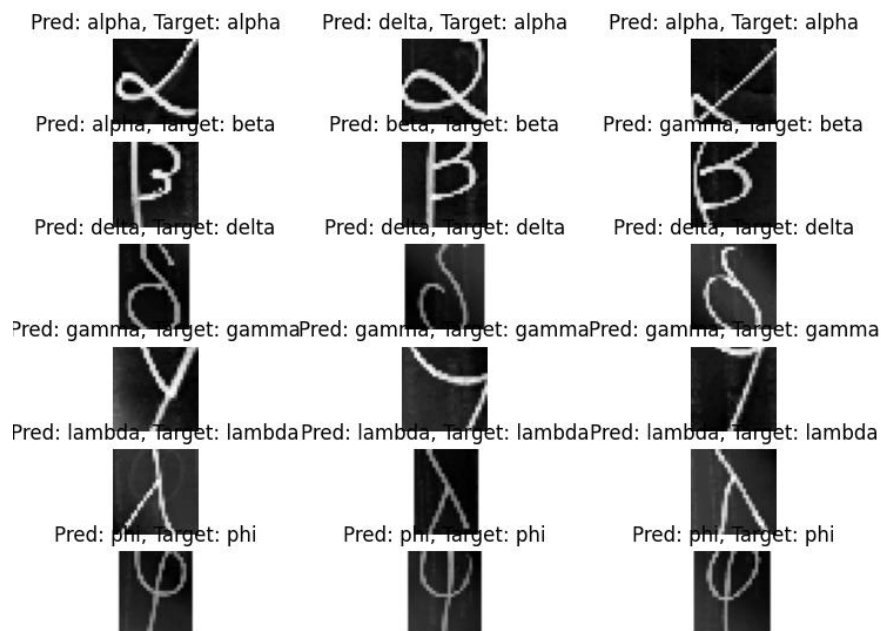 Pred: alpha, Target: alpha Pred: delta, Target: alpha Pred: alpha, Target: alpha
Pred: alpha, Target: beta Pred: beta, Target: beta Pred: gamma, Target: beta
Pred: delta, Target: delta Pred: delta, Target: delta Pred: delta, Target: delta
Pred: gamma, Target: gamma Pred: gamma, Target: gamma Pred: gamma, Target: gamma
Pred: lambda, Target: lambda Pred: lambda, Target: lambda Pred: lambda, Target: lambda
Pred: phi, Target: phi Pred: phi, Target: phi Pred: phi, Target: phi